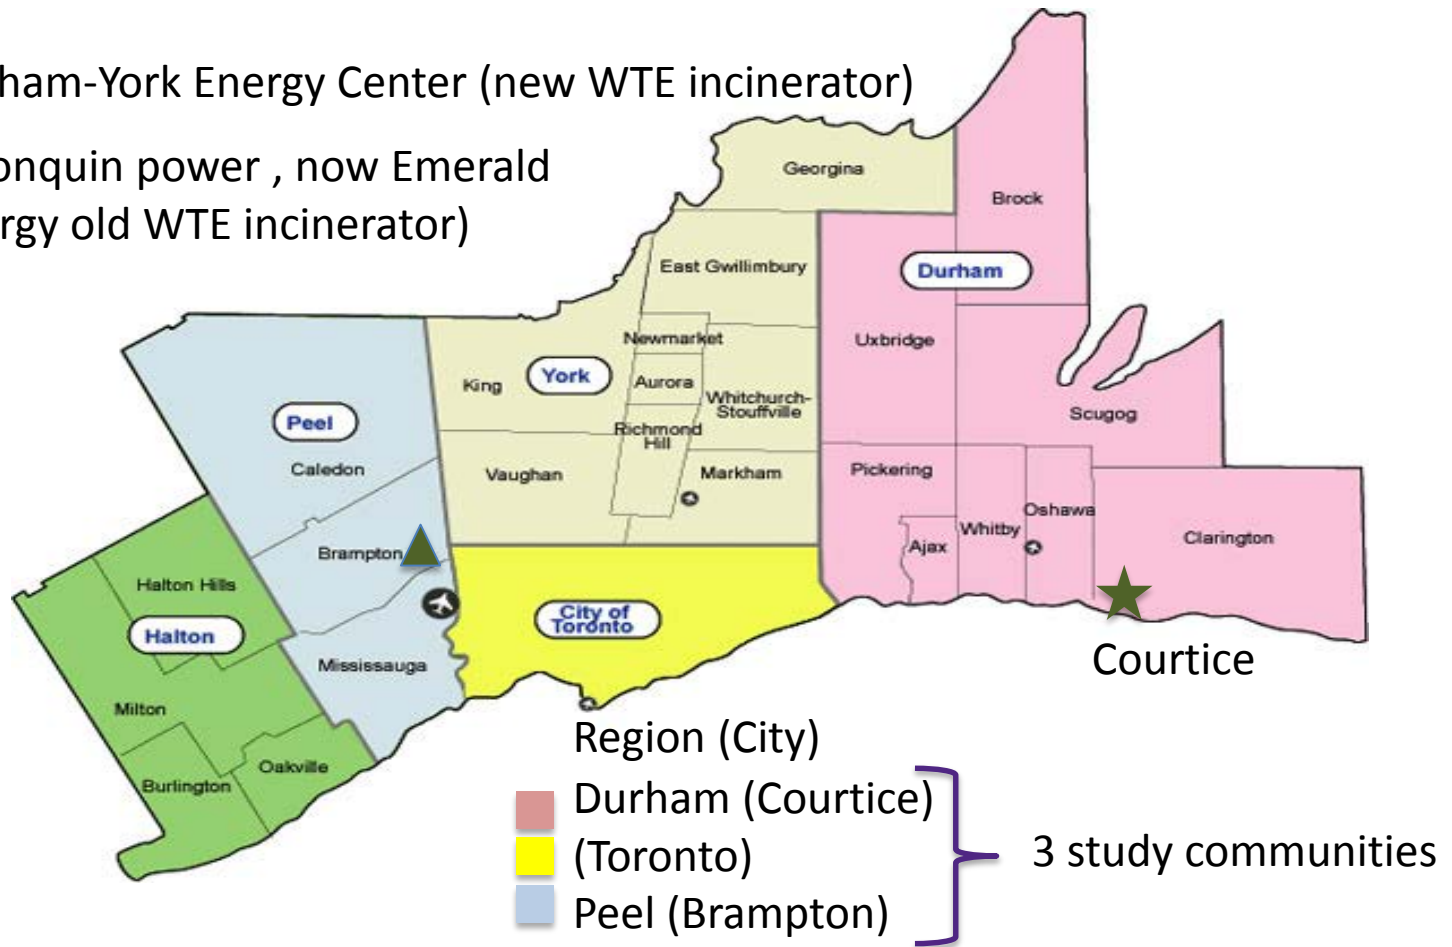 ham-York Energy Center (new WTE incinerator)
onquin power , now Emerald
rgy old WTE incinerator)
Georgina
Brock
East Gwillimbury
Durham
Newmarket
Uxbridge
King
York
Aurora
Whitchurch-
Stouffville
Peel
Richmond
Hill
Scugog
Caledon
Vaughan
Markham
Pickering
Oshawa
Whitby
Clarington
Brampton
Ajax
Halton Hills
City of
Toronto
Halton
Mississauga
Courtice
Milton
Oakville
Burlington
Region (City)
Durham (Courtice)
(Toronto)
Peel (Brampton)
3 study communities